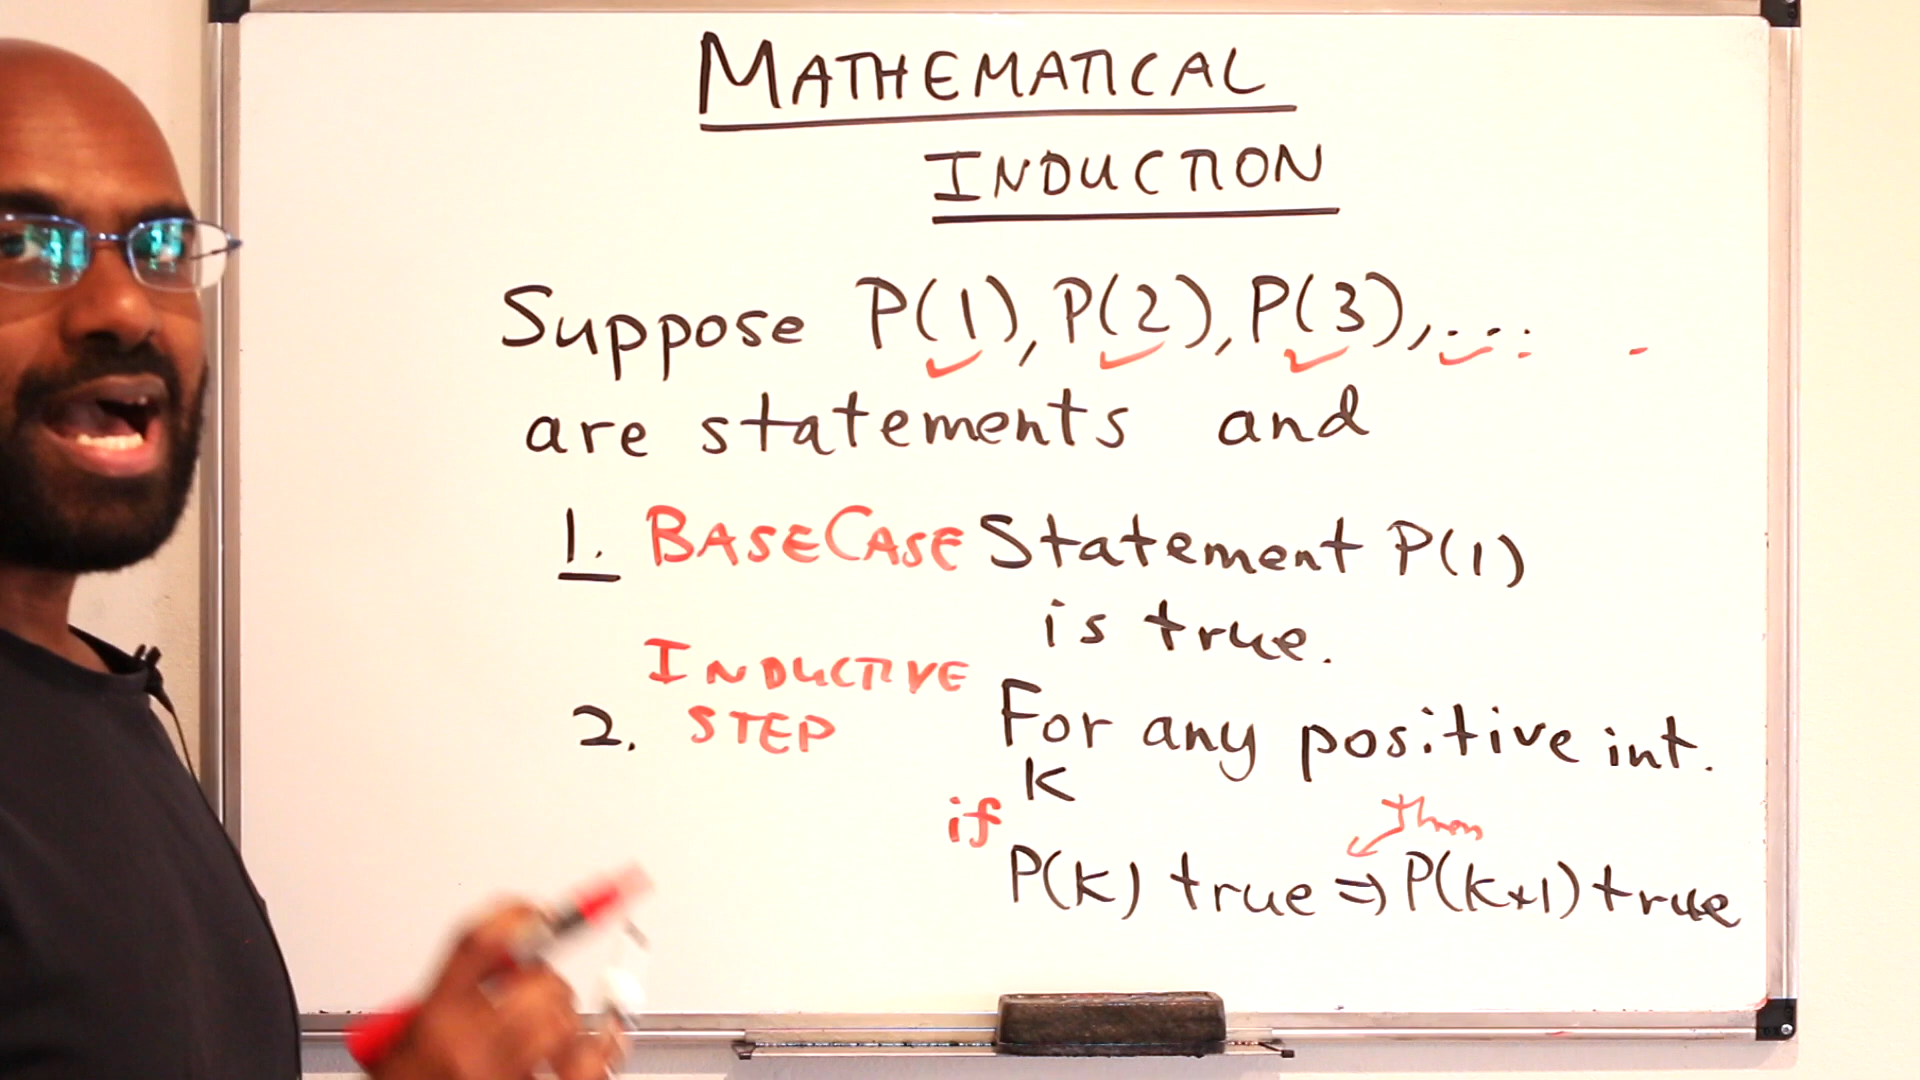 MATHEMATICAL
INDUCTION
Suppose P(1), P(2), P(3), ...
are statements and
1. BASE CASE Statement P(1)
is true.
2. INDUCTIVE STEP For any positive int.
K
if then
P(K) true ⇒ P(K+1) true